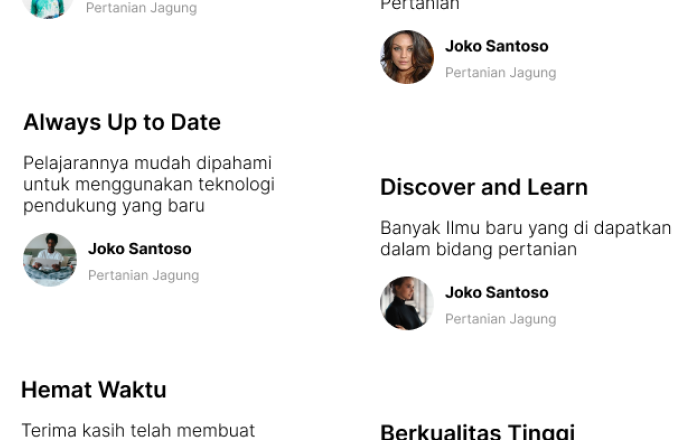 Pertanian Jagung
Always Up to Date
Pelajarannya mudah dipahami
untuk menggunakan teknologi
pendukung yang baru
Joko Santoso
Pertanian Jagung
Hemat Waktu
Terima kasih telah membuat
Pertanian
Joko Santoso
Pertanian Jagung
Discover and Learn
Banyak Ilmu baru yang di dapatkan
dalam bidang pertanian
Joko Santoso
Pertanian Jagung
Berkualitas Tinggi